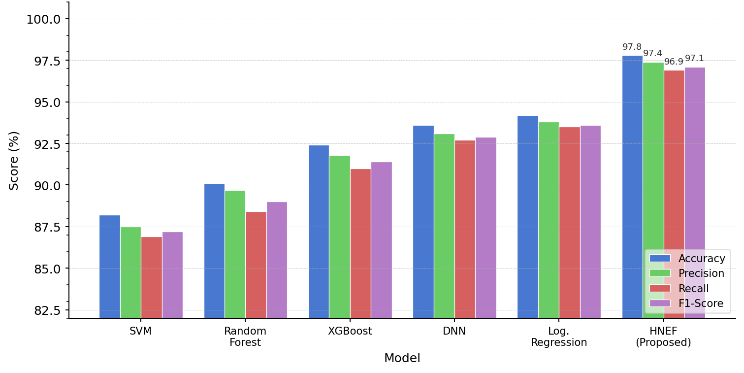 100.0
97.5
95.0
92.5
90.0
87.5
85.0
82.5
Score (%)
97.8
97.4
96.9
97.1
SVM
Random
Forest
XGBoost
DNN
Log.
Regression
HNEF
(Proposed)
Model
Accuracy
Precision
Recall
F1-Score